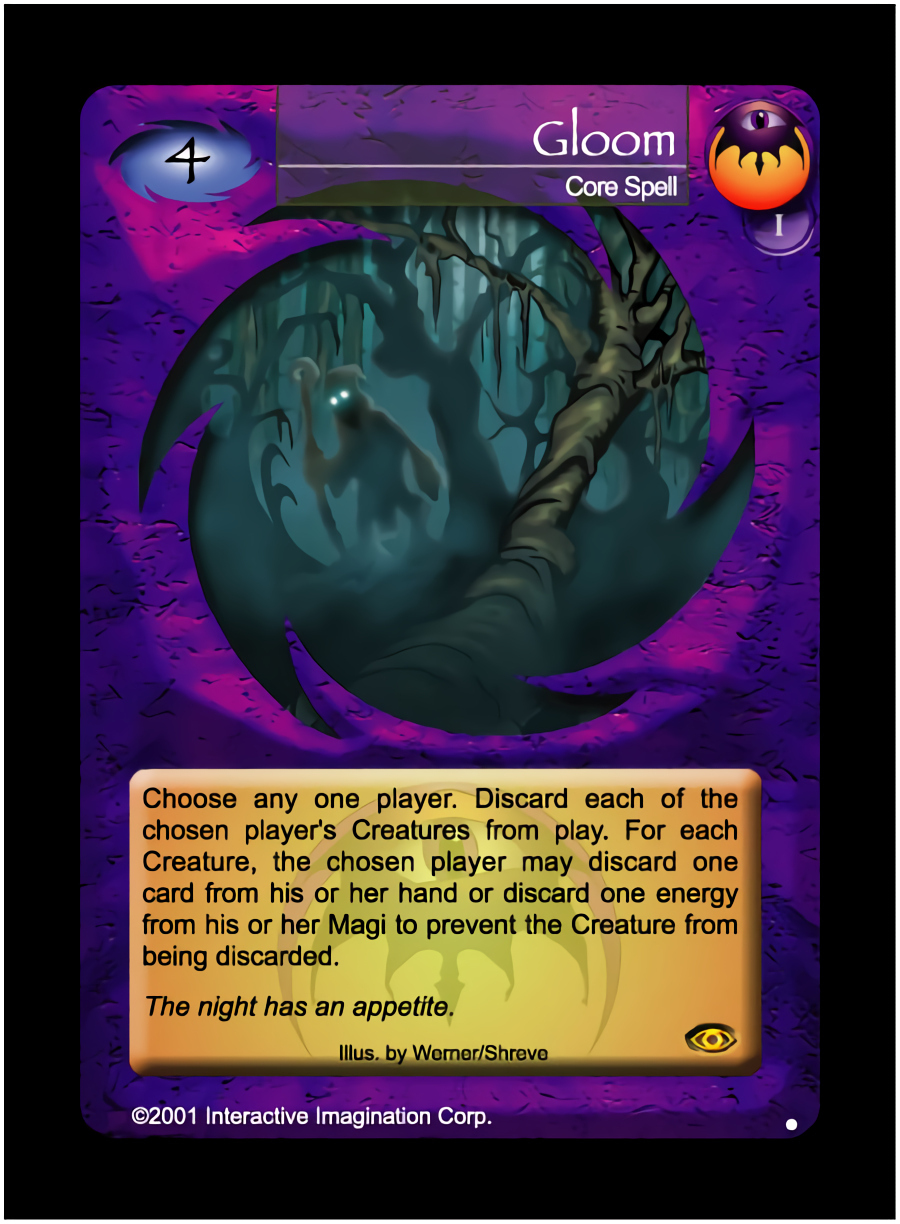 4
Gloom
Core Spell
I
Choose any one player. Discard each of the
chosen player's Creatures from play. For each
Creature, the chosen player may discard one
card from his or her hand or discard one energy
from his or her Magi to prevent the Creature from
being discarded.
The night has an appetite.
Illus. by Werner/Shreve
©2001 Interactive Imagination Corp.